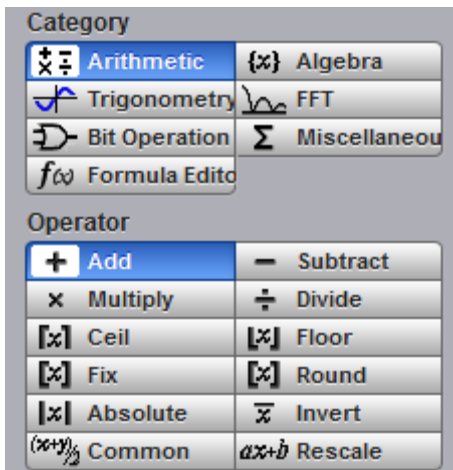 Category
Arithmetic {x} Algebra
Trigonometry FFT
Bit Operation Σ Miscellaneou
f(x) Formula Edito
Operator
+ Add − Subtract
× Multiply ÷ Divide
⌈x⌉ Ceil ⌊x⌋ Floor
[x] Fix [x] Round
|x| Absolute x̅ Invert
(x+y)/2 Common ax+b Rescale